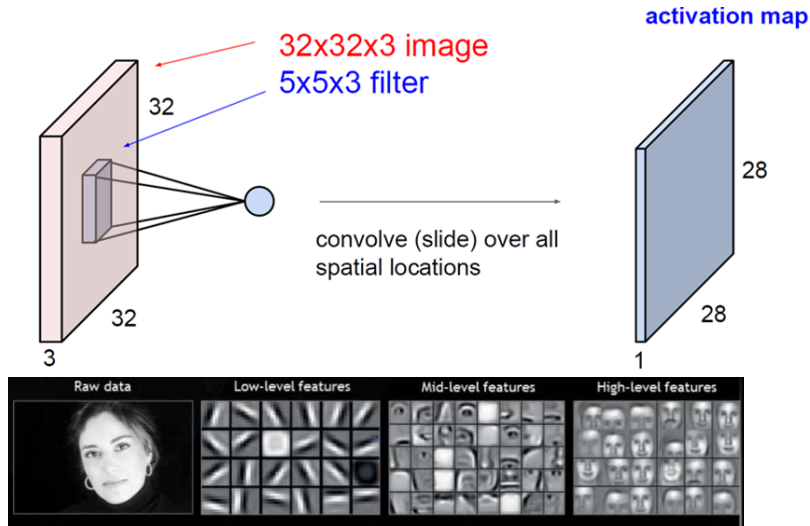 activation map
32x32x3 image
5x5x3 filter
32
28
convolve (slide) over all
spatial locations
32
28
3
1
Raw data
Low-level features
Mid-level features
High-level features